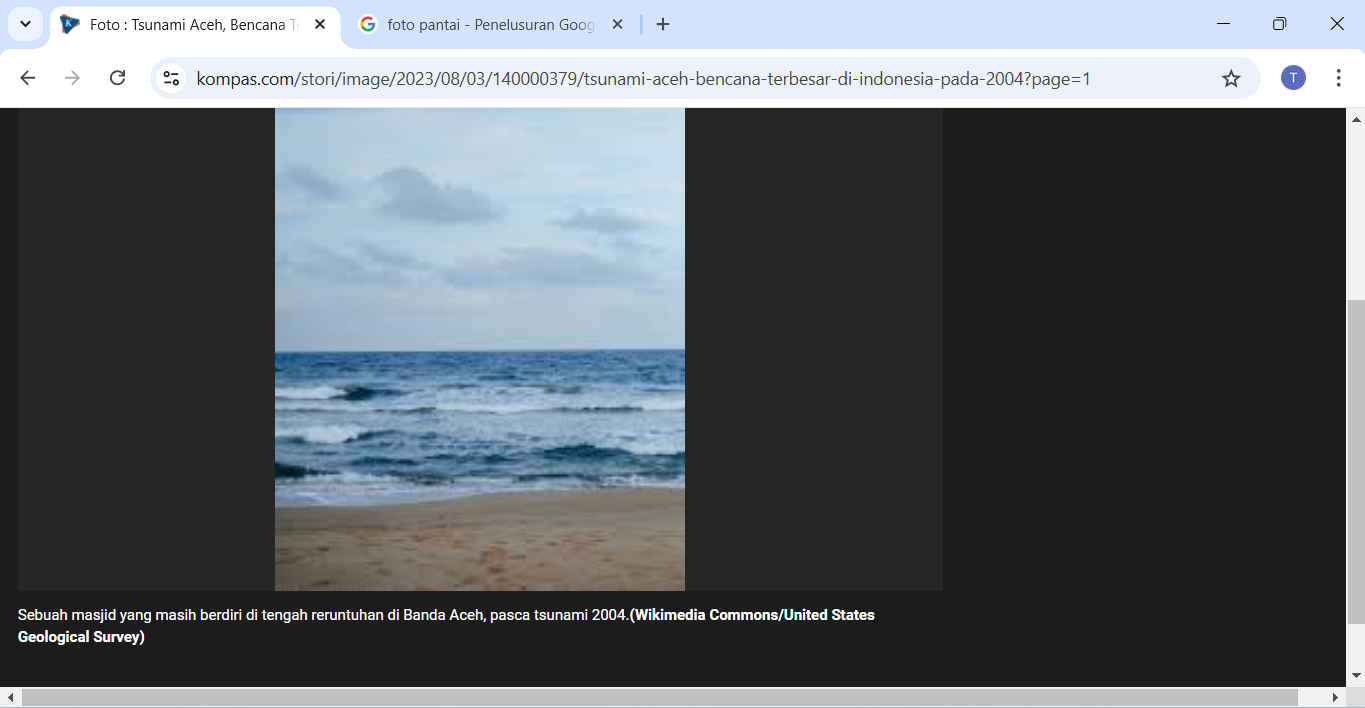 Foto : Tsunami Aceh, Bencana T
foto pantai - Penelusuran Goog
kompas.com/stori/image/2023/08/03/140000379/tsunami-aceh-bencana-terbesar-di-indonesia-pada-2004?page=1
T
Sebuah masjid yang masih berdiri di tengah reruntuhan di Banda Aceh, pasca tsunami 2004.(Wikimedia Commons/United States
Geological Survey)